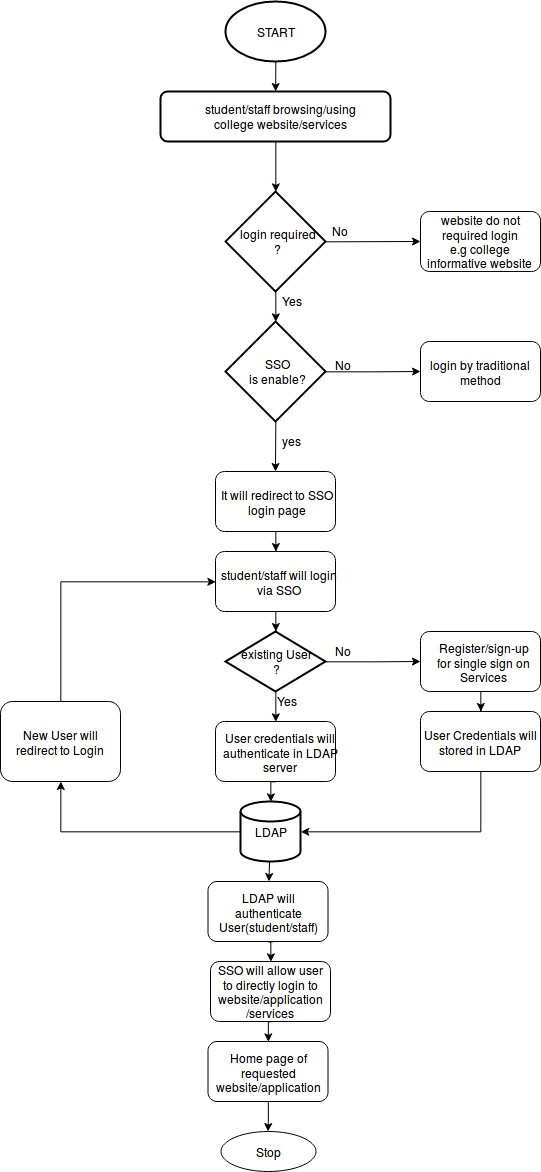 START
student/staff browsing/using
college website/services
login required
?
No
website do not
required login
e.g college
informative website
Yes
SSO
is enable?
No
login by traditional
method
yes
It will redirect to SSO
login page
student/staff will login
via SSO
existing User
?
No
Register/sign-up
for single sign on
Services
Yes
New User will
redirect to Login
User credentials will
authenticate in LDAP
server
User Credentials will
stored in LDAP
LDAP
LDAP will
authenticate
User(student/staff)
SSO will allow user
to directly login to
website/application
/services
Home page of
requested
website/application
Stop